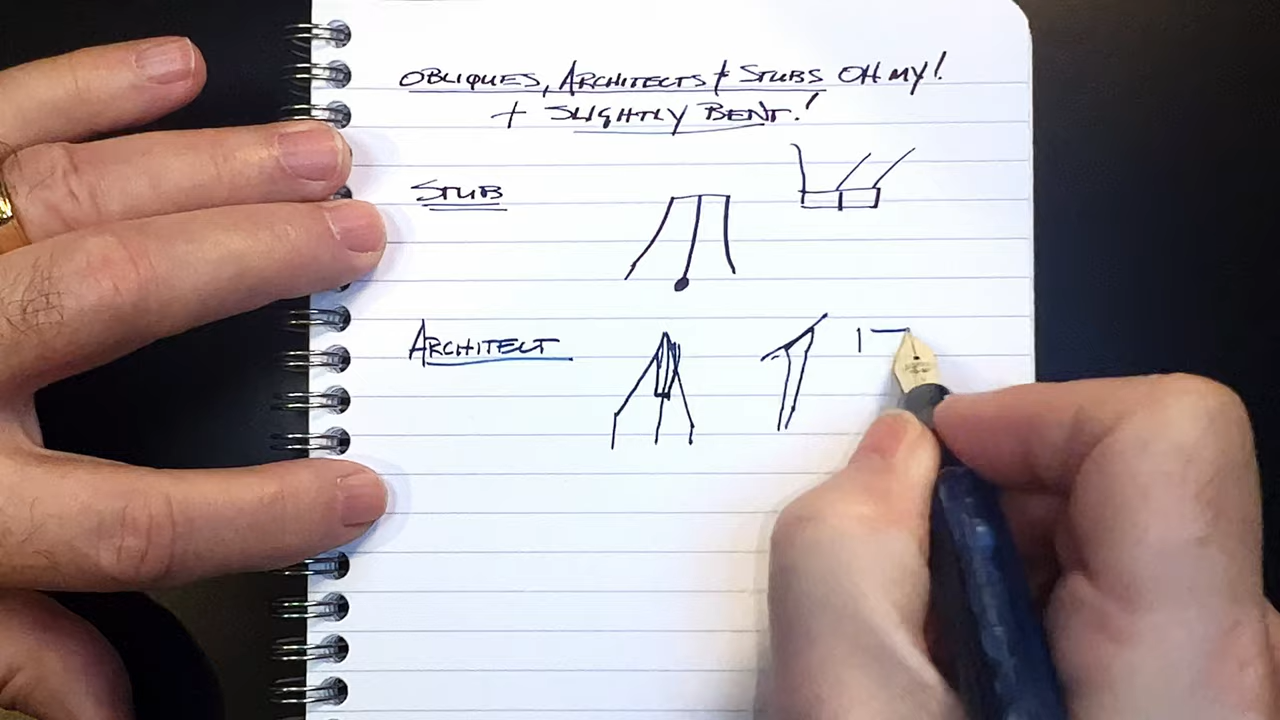 OBLIQUES, ARCHITECTS & STUBS OH MY!
+ SLIGHTLY BENT!
STUB
ARCHITECT